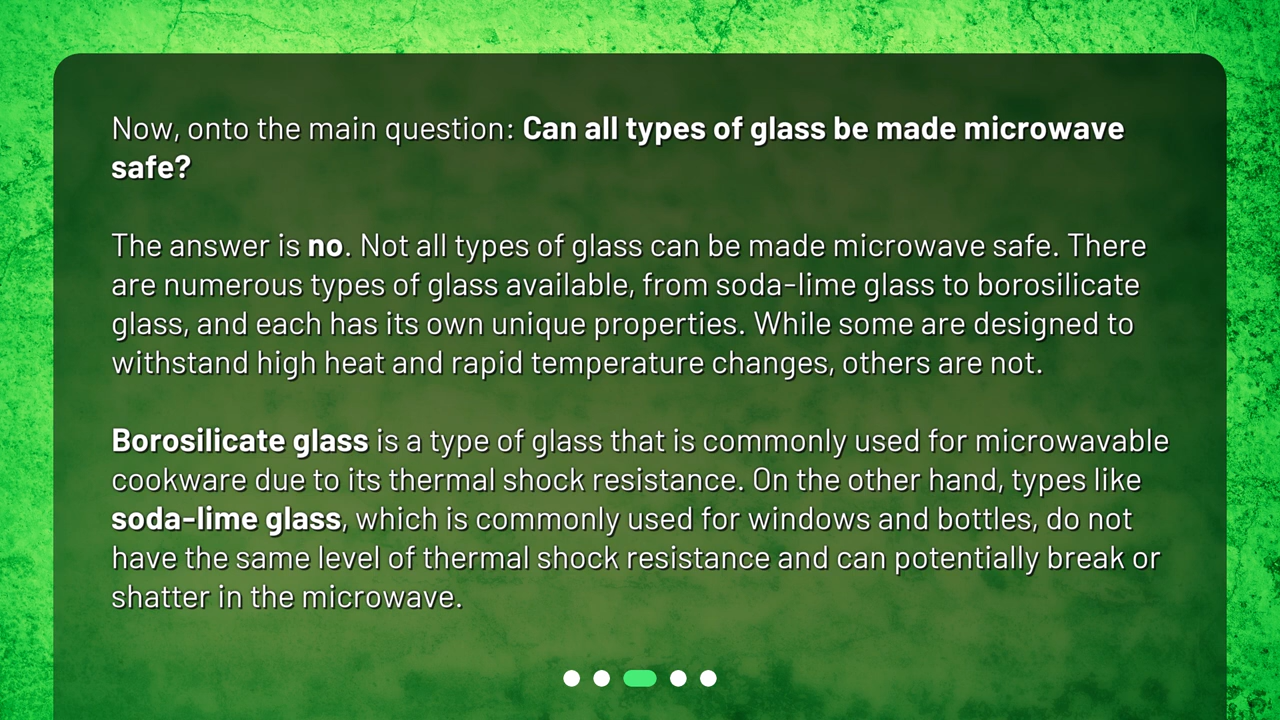 Now, onto the main question: Can all types of glass be made microwave
safe?
The answer is no. Not all types of glass can be made microwave safe. There
are numerous types of glass available, from soda-lime glass to borosilicate
glass, and each has its own unique properties. While some are designed to
withstand high heat and rapid temperature changes, others are not.
Borosilicate glass is a type of glass that is commonly used for microwavable
cookware due to its thermal shock resistance. On the other hand, types like
soda-lime glass, which is commonly used for windows and bottles, do not
have the same level of thermal shock resistance and can potentially break or
shatter in the microwave.